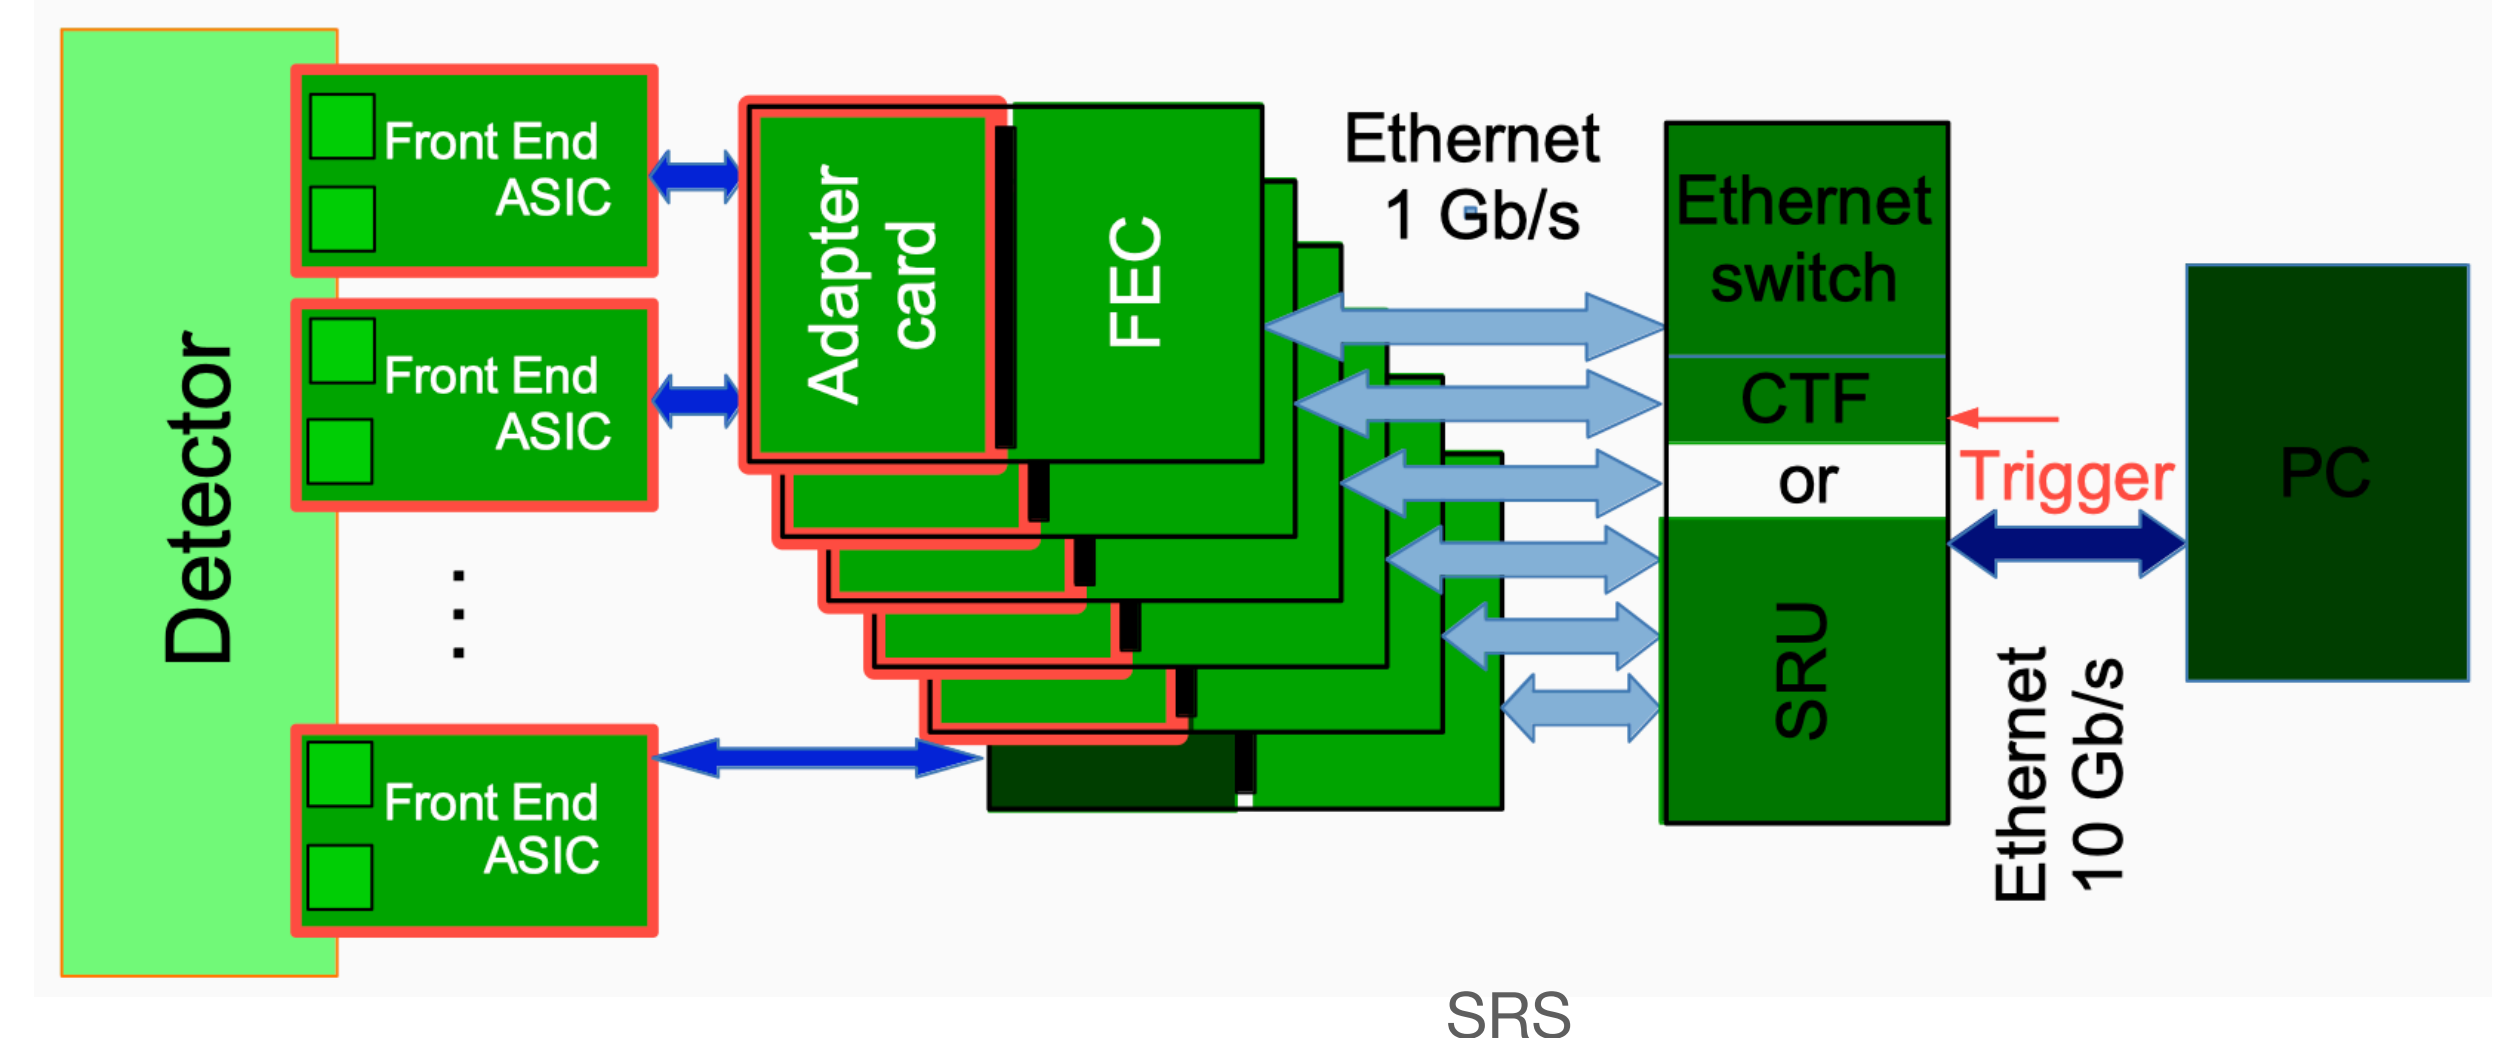 Detector
Front End
ASIC
Front End
ASIC
Front End
ASIC
Adapter
card
FEC
Ethernet
1 Gb/s
Ethernet
switch
CTF
or
SRU
Trigger
Ethernet
10 Gb/s
PC
SRS